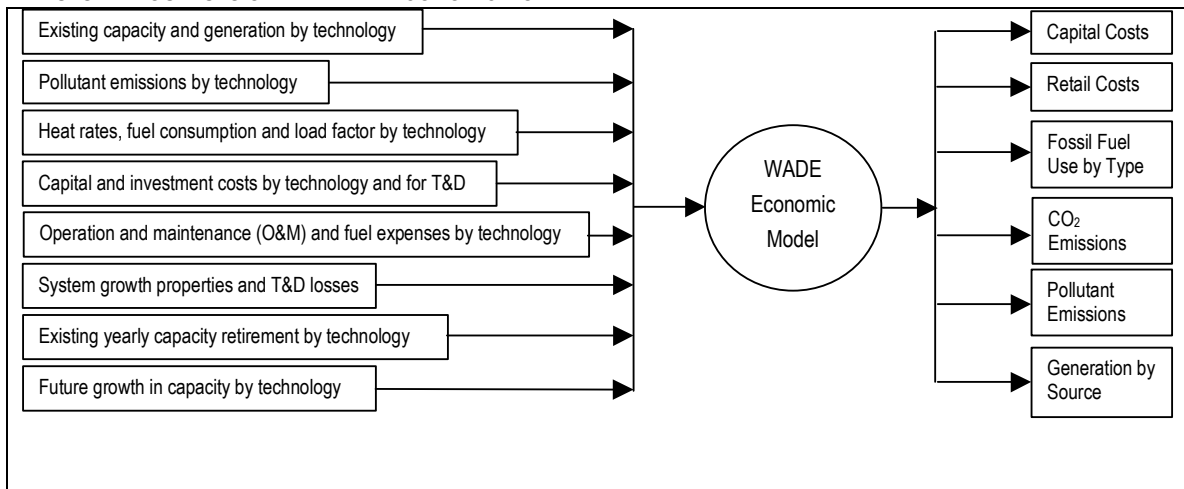 Existing capacity and generation by technology
Pollutant emissions by technology
Heat rates, fuel consumption and load factor by technology
Capital and investment costs by technology and for T&D
Operation and maintenance (O&M) and fuel expenses by technology
System growth properties and T&D losses
Existing yearly capacity retirement by technology
Future growth in capacity by technology
WADE
Economic
Model
Capital Costs
Retail Costs
Fossil Fuel
Use by Type
CO₂
Emissions
Pollutant
Emissions
Generation by
Source